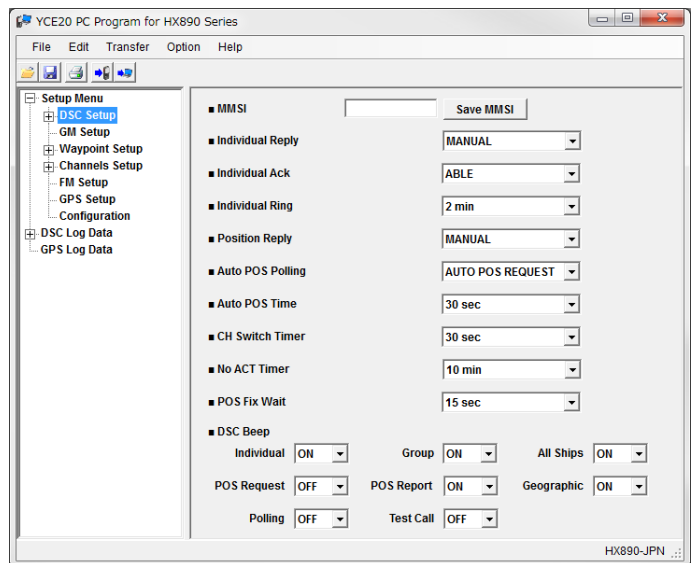 YCE20 PC Program for HX890 Series
File Edit Transfer Option Help
Setup Menu
DSC Setup
GM Setup
Waypoint Setup
Channels Setup
FM Setup
GPS Setup
Configuration
DSC Log Data
GPS Log Data
■ MMSI Save MMSI
■ Individual Reply MANUAL
■ Individual Ack ABLE
■ Individual Ring 2 min
■ Position Reply MANUAL
■ Auto POS Polling AUTO POS REQUEST
■ Auto POS Time 30 sec
■ CH Switch Timer 30 sec
■ No ACT Timer 10 min
■ POS Fix Wait 15 sec
■ DSC Beep
Individual ON Group ON All Ships ON
POS Request OFF POS Report ON Geographic ON
Polling OFF Test Call OFF
HX890-JPN